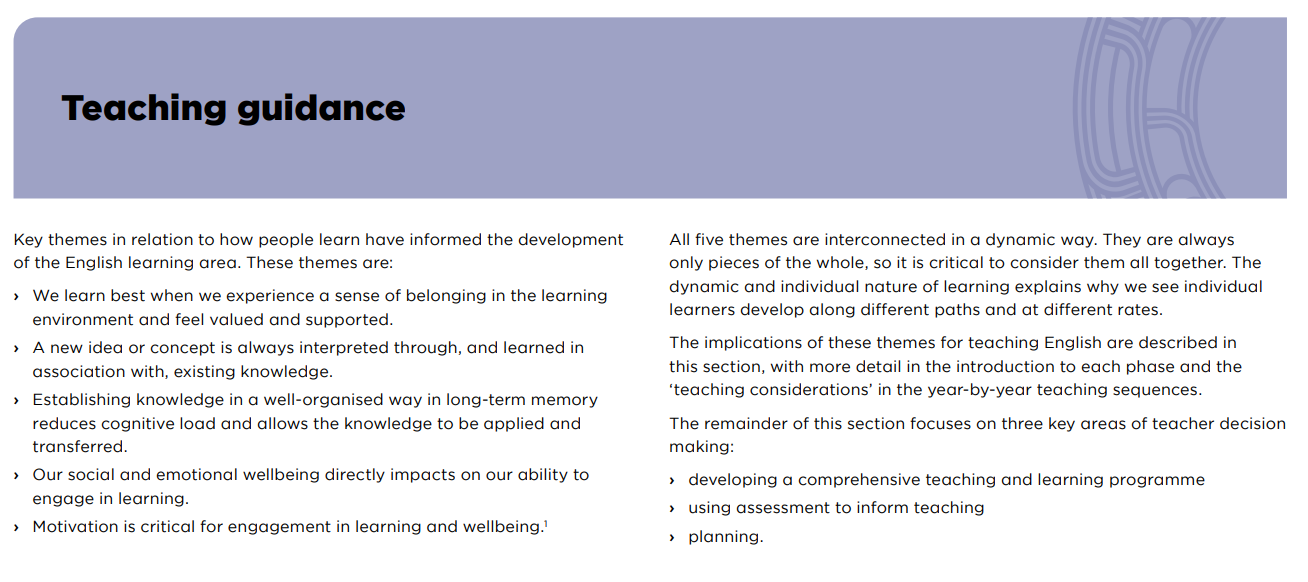 Teaching guidance
Key themes in relation to how people learn have informed the development
of the English learning area. These themes are:
› We learn best when we experience a sense of belonging in the learning
environment and feel valued and supported.
› A new idea or concept is always interpreted through, and learned in
association with, existing knowledge.
› Establishing knowledge in a well-organised way in long-term memory
reduces cognitive load and allows the knowledge to be applied and
transferred.
› Our social and emotional wellbeing directly impacts on our ability to
engage in learning.
› Motivation is critical for engagement in learning and wellbeing.¹
All five themes are interconnected in a dynamic way. They are always
only pieces of the whole, so it is critical to consider them all together. The
dynamic and individual nature of learning explains why we see individual
learners develop along different paths and at different rates.
The implications of these themes for teaching English are described in
this section, with more detail in the introduction to each phase and the
‘teaching considerations’ in the year-by-year teaching sequences.
The remainder of this section focuses on three key areas of teacher decision
making:
› developing a comprehensive teaching and learning programme
› using assessment to inform teaching
› planning.